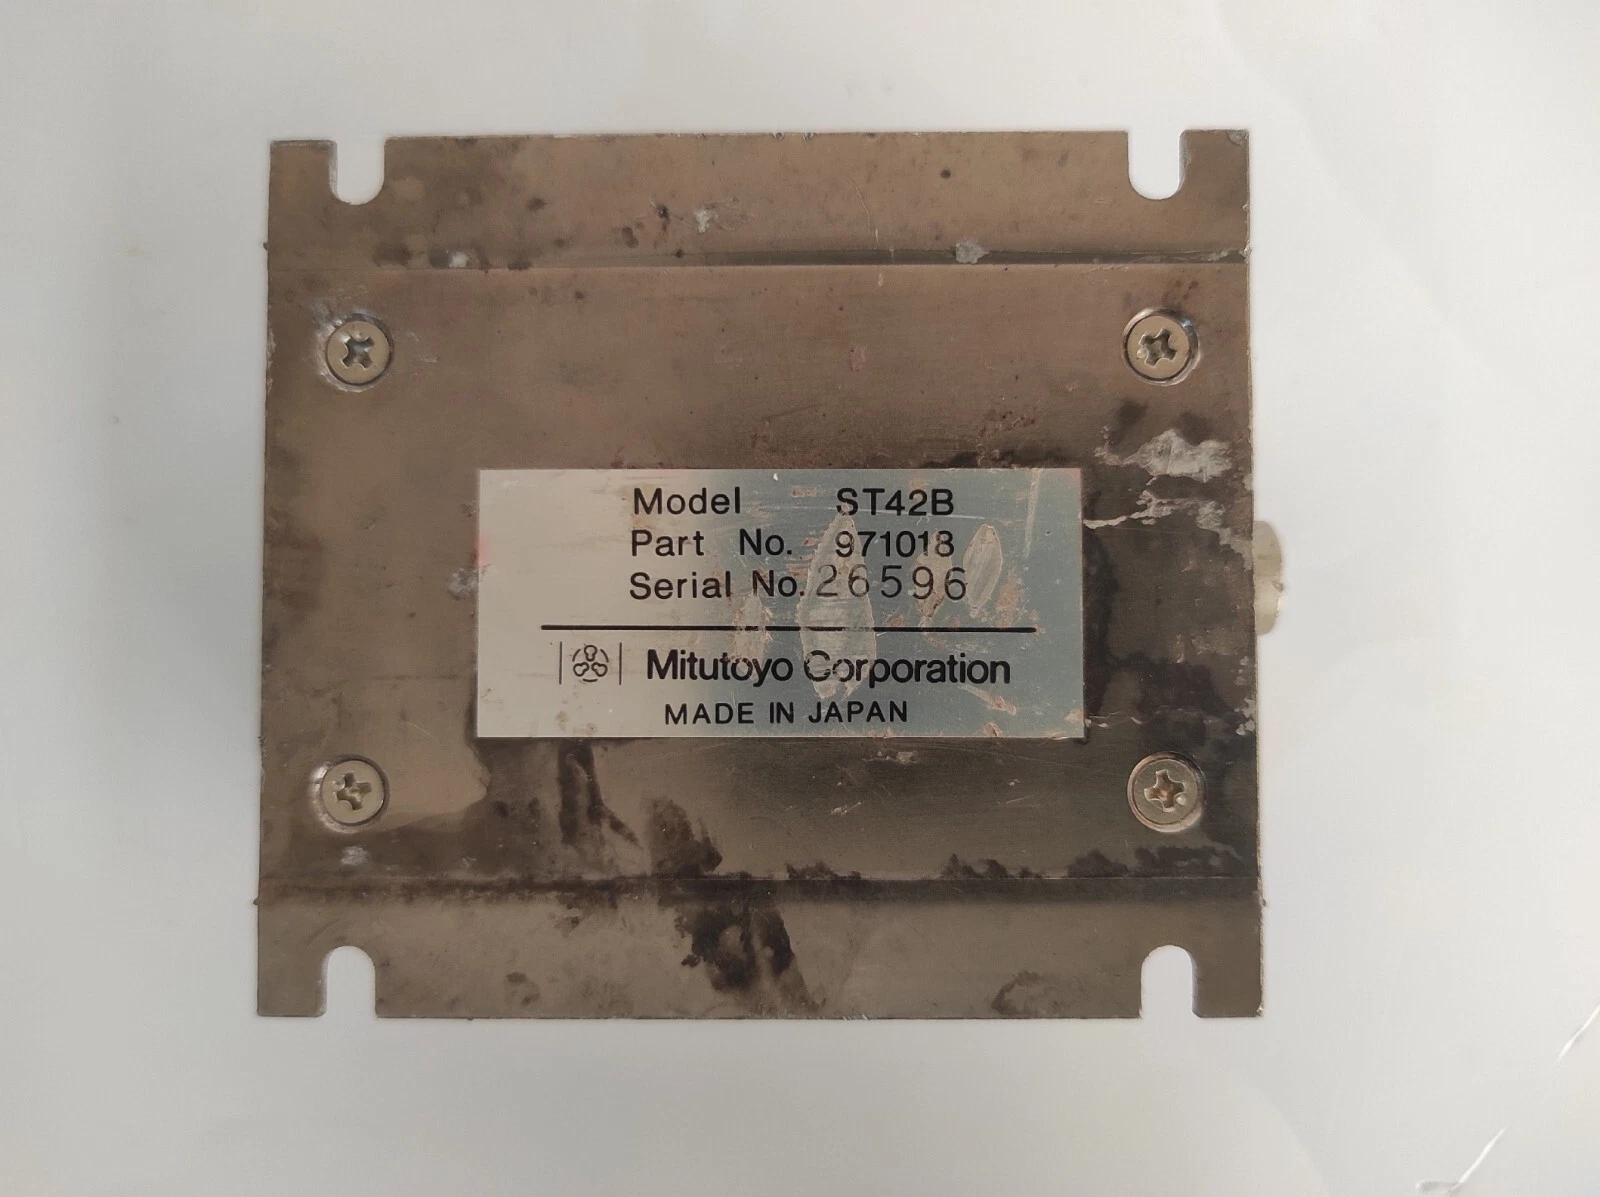 Model ST42B
Part No. 971018
Serial No. 26596
Mitutoyo Corporation
MADE IN JAPAN